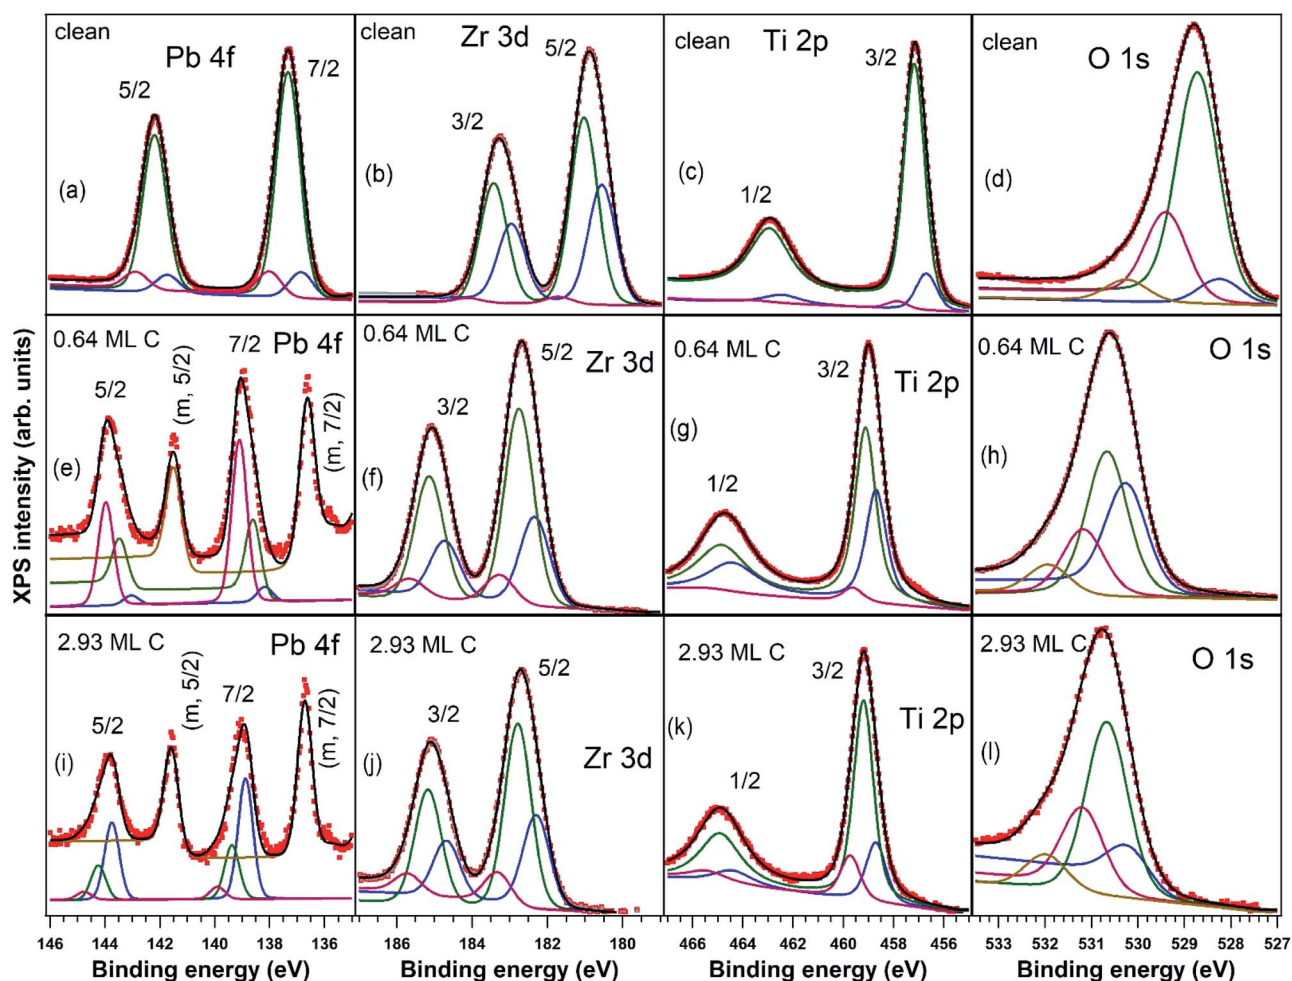 clean
Pb 4f
5/2
7/2
(a)
clean
Zr 3d
5/2
3/2
(b)
clean
Ti 2p
3/2
1/2
(c)
clean
O 1s
(d)
XPS intensity (arb. units)
0.64 ML C
Pb 4f
5/2
(m, 5/2)
7/2
(m, 7/2)
(e)
0.64 ML C
5/2
Zr 3d
3/2
(f)
0.64 ML C
3/2
Ti 2p
(g)
1/2
0.64 ML C
O 1s
(h)
2.93 ML C
Pb 4f
5/2
(m, 5/2)
7/2
(m, 7/2)
(i)
2.93 ML C
5/2
3/2
Zr 3d
(j)
2.93 ML C
3/2
Ti 2p
(k)
1/2
2.93 ML C
O 1s
(l)
146 144 142 140 138 136
186 184 182 180
466 464 462 460 458 456
533 532 531 530 529 528 527
Binding energy (eV)
Binding energy (eV)
Binding energy (eV)
Binding energy (eV)